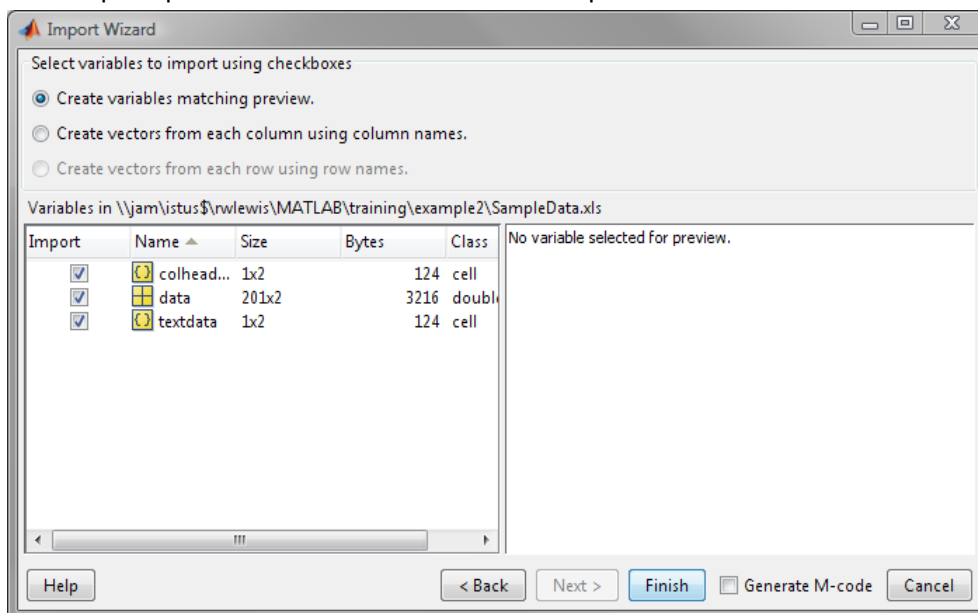 Import Wizard
Select variables to import using checkboxes
Create variables matching preview.
Create vectors from each column using column names.
Create vectors from each row using row names.
Variables in \\jam\istus$\rwlewis\MATLAB\training\example2\SampleData.xls
Import Name Size Bytes Class No variable selected for preview.
colhead... 1x2 124 cell
data 201x2 3216 double
textdata 1x2 124 cell
Help < Back Next > Finish Generate M-code Cancel